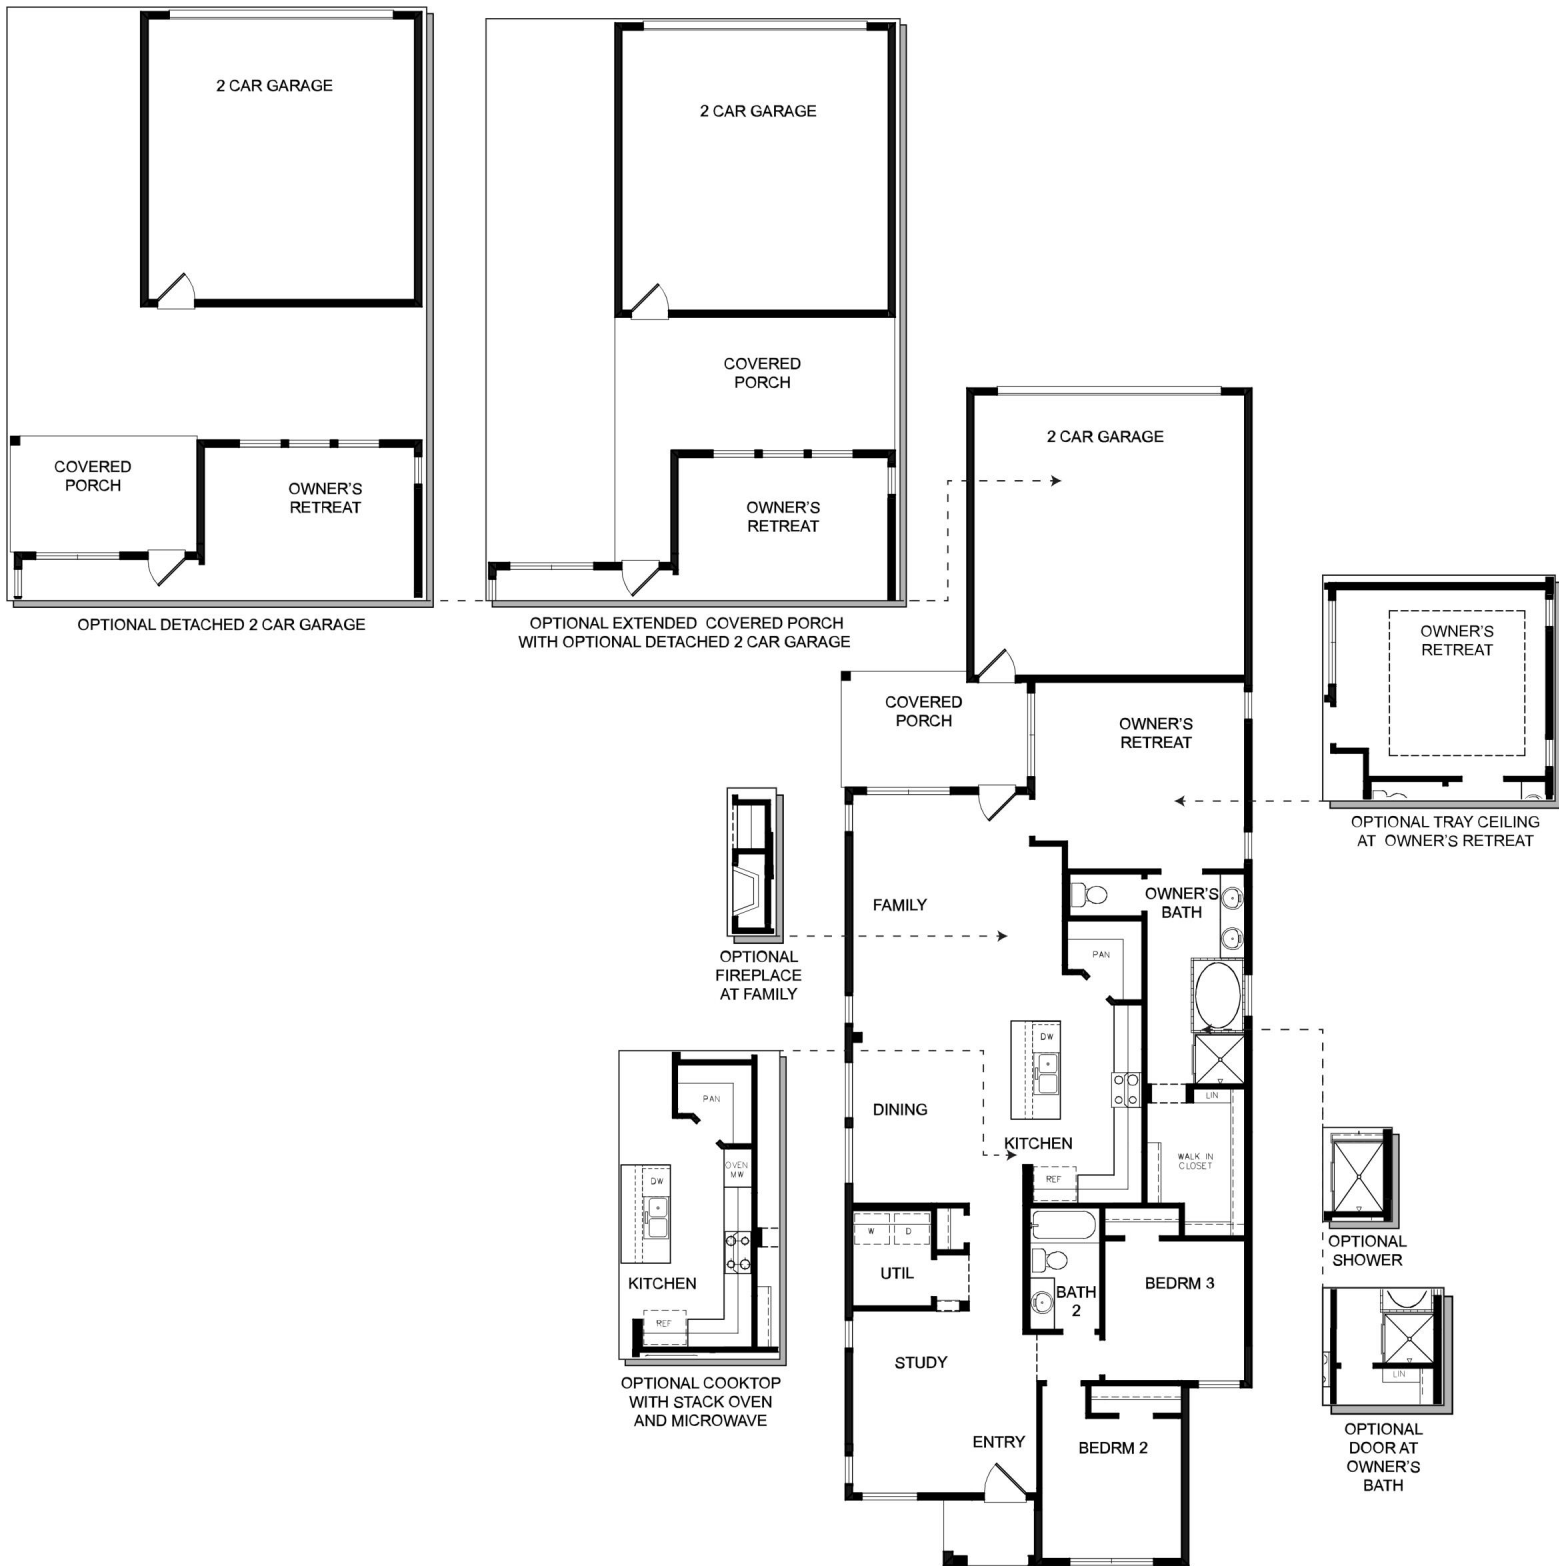 2 CAR GARAGE
COVERED
PORCH
OWNER'S
RETREAT
OPTIONAL DETACHED 2 CAR GARAGE
2 CAR GARAGE
COVERED
PORCH
OWNER'S
RETREAT
OPTIONAL EXTENDED COVERED PORCH
WITH OPTIONAL DETACHED 2 CAR GARAGE
2 CAR GARAGE
COVERED
PORCH
OWNER'S
RETREAT
OWNER'S
RETREAT
OPTIONAL TRAY CEILING
AT OWNER'S RETREAT
FAMILY
OWNER'S
BATH
PAN
OPTIONAL
FIREPLACE
AT FAMILY
DW
DINING
KITCHEN
REF
LIN
WALK IN
CLOSET
PAN
OVEN
MW
DW
KITCHEN
REF
OPTIONAL COOKTOP
WITH STACK OVEN
AND MICROWAVE
W
D
UTIL
BATH
2
BEDRM 3
STUDY
ENTRY
BEDRM 2
OPTIONAL
SHOWER
LIN
OPTIONAL
DOOR AT
OWNER'S
BATH